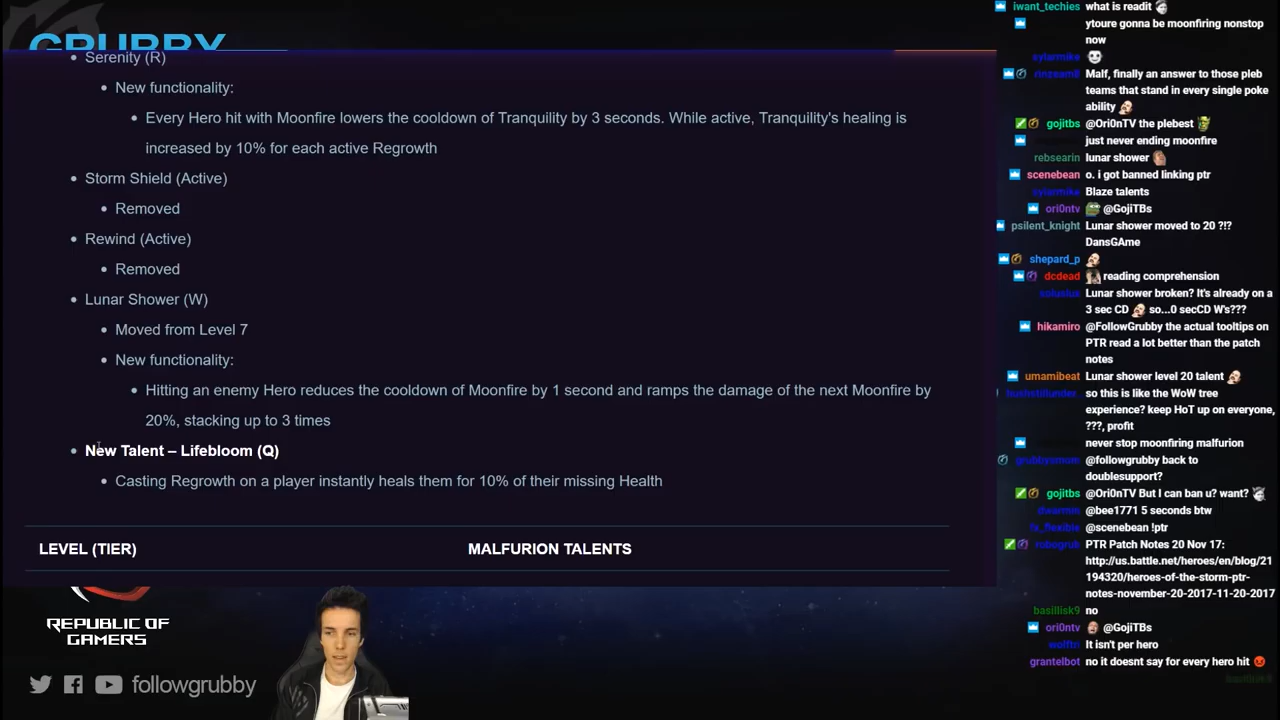 GRUBBY
Serenity (R)
New functionality:
Every Hero hit with Moonfire lowers the cooldown of Tranquility by 3 seconds. While active, Tranquility's healing is
increased by 10% for each active Regrowth
Storm Shield (Active)
Removed
Rewind (Active)
Removed
Lunar Shower (W)
Moved from Level 7
New functionality:
Hitting an enemy Hero reduces the cooldown of Moonfire by 1 second and ramps the damage of the next Moonfire by
20%, stacking up to 3 times
New Talent – Lifebloom (Q)
Casting Regrowth on a player instantly heals them for 10% of their missing Health
LEVEL (TIER) MALFURION TALENTS
REPUBLIC OF
GAMERS
followgrubby
iwant_techies what is readit
ytoure gonna be moonfiring nonstop
now
sylarmike
Malf, finally an answer to those pleb
teams that stand in every single poke
ability
gojitbs @Ori0nTV the plebest
just never ending moonfire
rebsearin lunar shower
scenebean o. i got banned linking ptr
sylarmike Blaze talents
ori0ntv @GojiTBs
psilent_knight Lunar shower moved to 20 ?!?
DansGAme
shepard_p
dcdead reading comprehension
Lunar shower broken? It's already on a
3 sec CD so...0 secCD W's???
hikamiro @FollowGrubby the actual tooltips on
PTR read a lot better than the patch
notes
umamibeat Lunar shower level 20 talent
so this is like the WoW tree
experience? keep HoT up on everyone,
???, profit
never stop moonfiring malfurion
@followgrubby back to
doublesupport?
gojitbs @Ori0nTV But I can ban u? want?
@bee1771 5 seconds btw
fx_flexible @scenebean !ptr
robogrub PTR Patch Notes 20 Nov 17:
http://us.battle.net/heroes/en/blog/21
194320/heroes-of-the-storm-ptr-
notes-november-20-2017-11-20-2017
basillisk9 no
ori0ntv @GojiTBs
wolftn It isn't per hero
grantelbot no it doesnt say for every hero hit